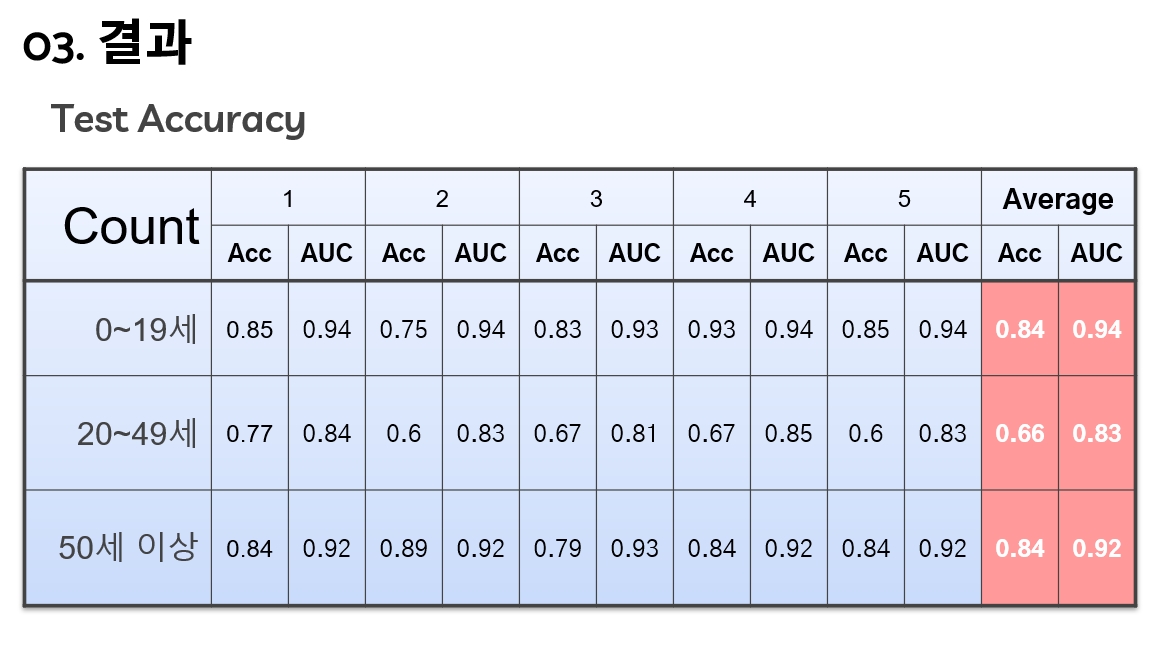 03. 결과
Test Accuracy
Count 1 2 3 4 5 Average
Acc AUC Acc AUC Acc AUC Acc AUC Acc AUC Acc AUC
0~19세 0.85 0.94 0.75 0.94 0.83 0.93 0.93 0.94 0.85 0.94 0.84 0.94
20~49세 0.77 0.84 0.6 0.83 0.67 0.81 0.67 0.85 0.6 0.83 0.66 0.83
50세 이상 0.84 0.92 0.89 0.92 0.79 0.93 0.84 0.92 0.84 0.92 0.84 0.92